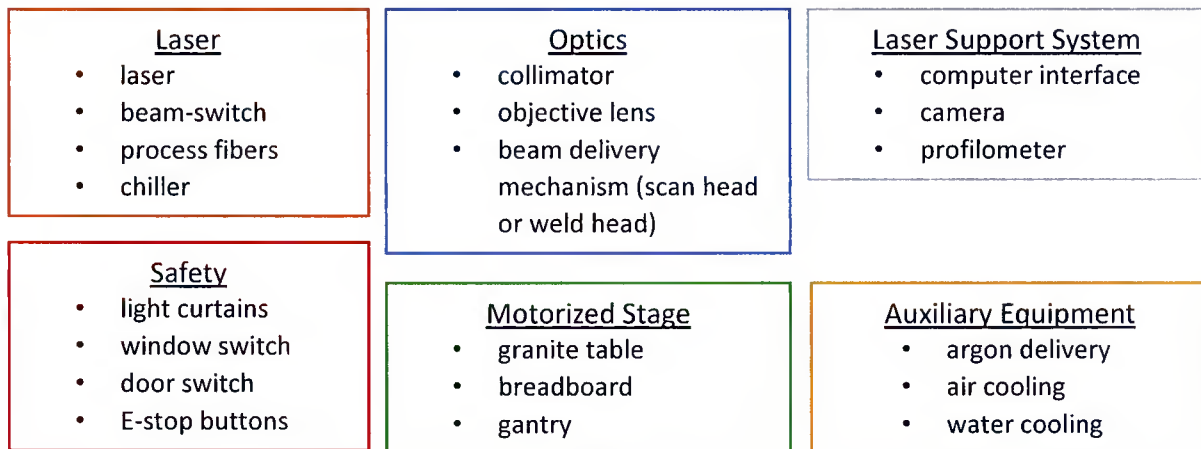 Laser
• laser
• beam-switch
• process fibers
• chiller
Optics
• collimator
• objective lens
• beam delivery
mechanism (scan head
or weld head)
Laser Support System
• computer interface
• camera
• profilometer
Safety
• light curtains
• window switch
• door switch
• E-stop buttons
Motorized Stage
• granite table
• breadboard
• gantry
Auxiliary Equipment
• argon delivery
• air cooling
• water cooling